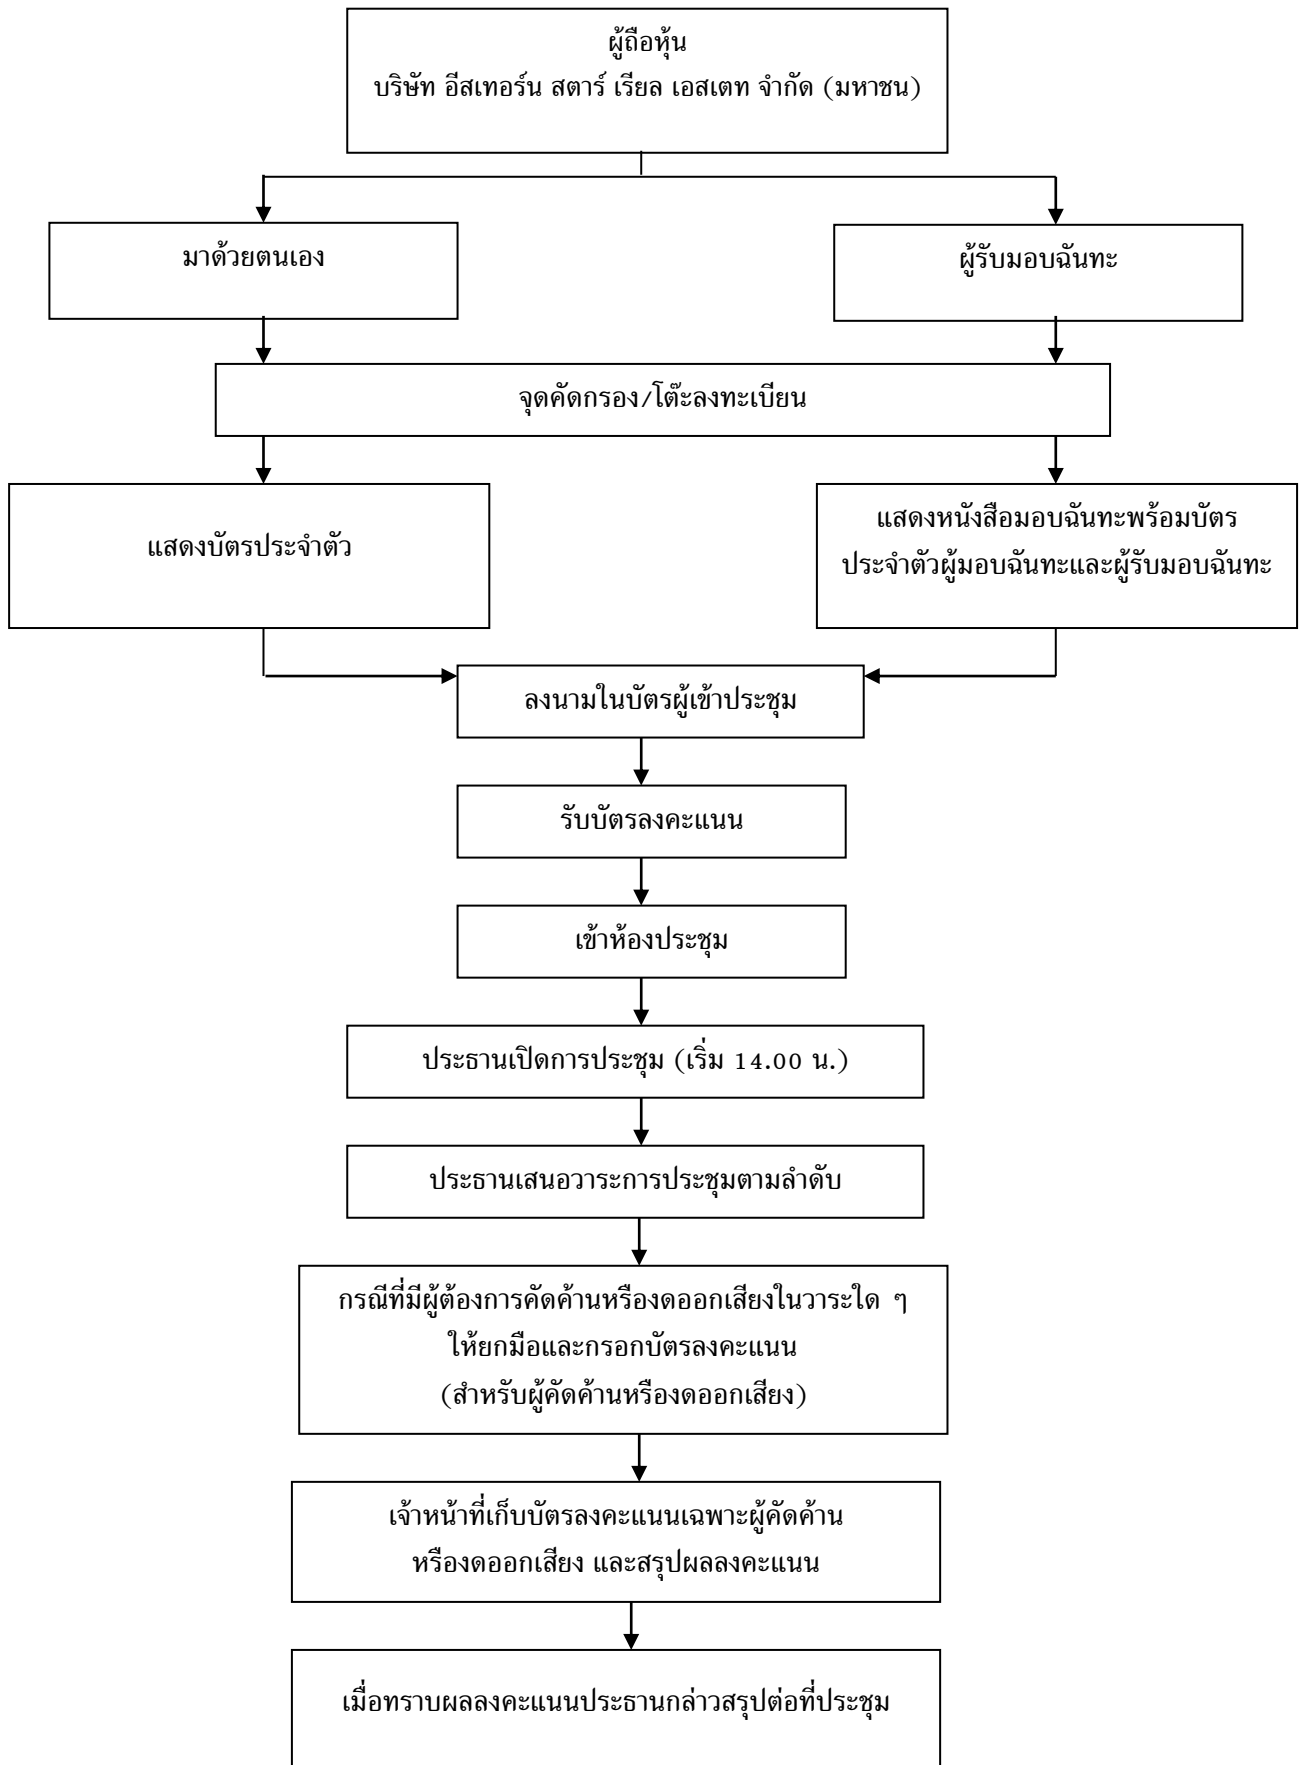 ผู้ถือหุ้น
บริษัท อีสเทอร์น สตาร์ เรียล เอสเตท จำกัด (มหาชน)
มาด้วยตนเอง
ผู้รับมอบฉันทะ
จุดคัดกรอง/โต๊ะลงทะเบียน
แสดงบัตรประจำตัว
แสดงหนังสือมอบฉันทะพร้อมบัตร
ประจำตัวผู้มอบฉันทะและผู้รับมอบฉันทะ
ลงนามในบัตรผู้เข้าประชุม
รับบัตรลงคะแนน
เข้าห้องประชุม
ประธานเปิดการประชุม (เริ่ม 14.00 น.)
ประธานเสนอวาระการประชุมตามลำดับ
กรณีที่มีผู้ต้องการคัดค้านหรืองดออกเสียงในวาระใด ๆ
ให้ยกมือและกรอกบัตรลงคะแนน
(สำหรับผู้คัดค้านหรืองดออกเสียง)
เจ้าหน้าที่เก็บบัตรลงคะแนนเฉพาะผู้คัดค้าน
หรืองดออกเสียง และสรุปผลลงคะแนน
เมื่อทราบผลลงคะแนนประธานกล่าวสรุปต่อที่ประชุม